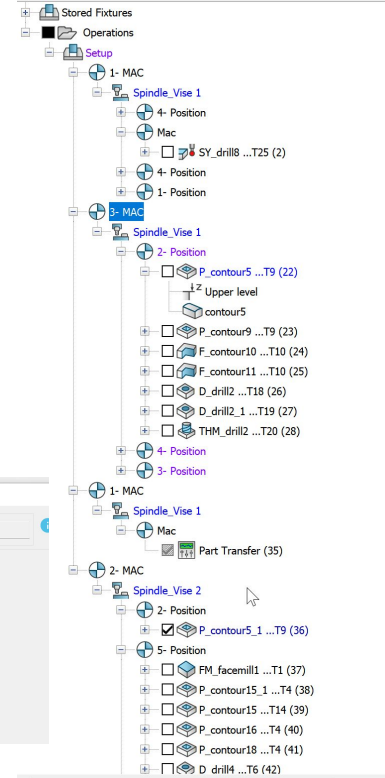 Stored Fixtures
Operations
Setup
1- MAC
Spindle_Vise 1
4- Position
Mac
SY_drill8 ...T25 (2)
4- Position
1- Position
3- MAC
Spindle_Vise 1
2- Position
P_contour5 ...T9 (22)
Z Upper level
contour5
P_contour9 ...T9 (23)
F_contour10 ...T10 (24)
F_contour11 ...T10 (25)
D_drill2 ...T18 (26)
D_drill2_1 ...T19 (27)
THM_drill2 ...T20 (28)
4- Position
3- Position
1- MAC
Spindle_Vise 1
Mac
Part Transfer (35)
2- MAC
Spindle_Vise 2
2- Position
P_contour5_1 ...T9 (36)
5- Position
FM_facemill1 ...T1 (37)
P_contour15_1 ...T4 (38)
P_contour15 ...T14 (39)
P_contour16 ...T4 (40)
P_contour18 ...T4 (41)
D_drill4 ...T6 (42)